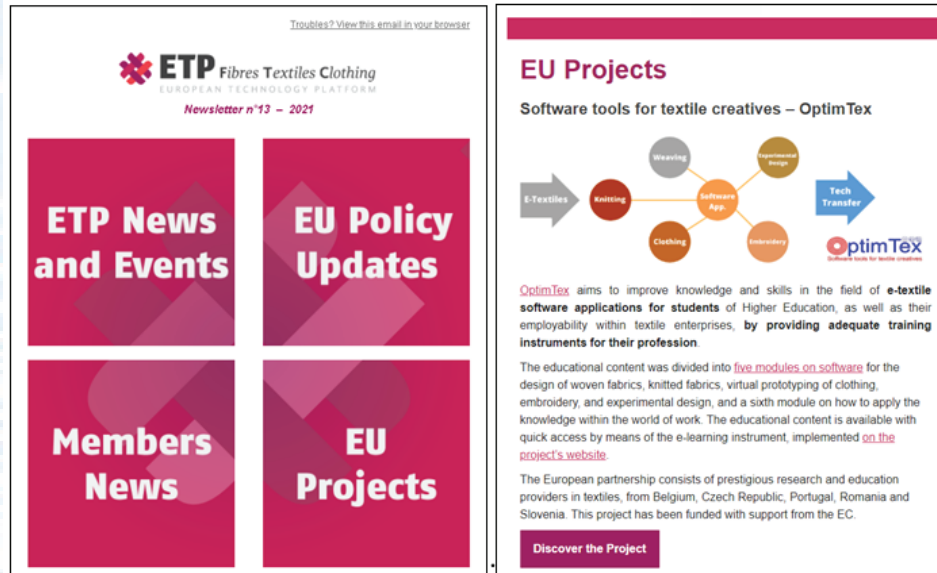 Troubles? View this email in your browser
ETP Fibres Textiles Clothing
EUROPEAN TECHNOLOGY PLATFORM
Newsletter n°13 – 2021
ETP News
and Events
EU Policy
Updates
Members
News
EU
Projects
EU Projects
Software tools for textile creatives – OptimTex
Weaving
Experimental
Design
E-Textiles
Knitting
Software
App.
Tech
Transfer
Clothing
Embroidery
OptimTex
Software tools for textile creatives
OptimTex aims to improve knowledge and skills in the field of e-textile
software applications for students of Higher Education, as well as their
employability within textile enterprises, by providing adequate training
instruments for their profession.
The educational content was divided into five modules on software for the
design of woven fabrics, knitted fabrics, virtual prototyping of clothing,
embroidery, and experimental design, and a sixth module on how to apply the
knowledge within the world of work. The educational content is available with
quick access by means of the e-learning instrument, implemented on the
project's website.
The European partnership consists of prestigious research and education
providers in textiles, from Belgium, Czech Republic, Portugal, Romania and
Slovenia. This project has been funded with support from the EC.
Discover the Project